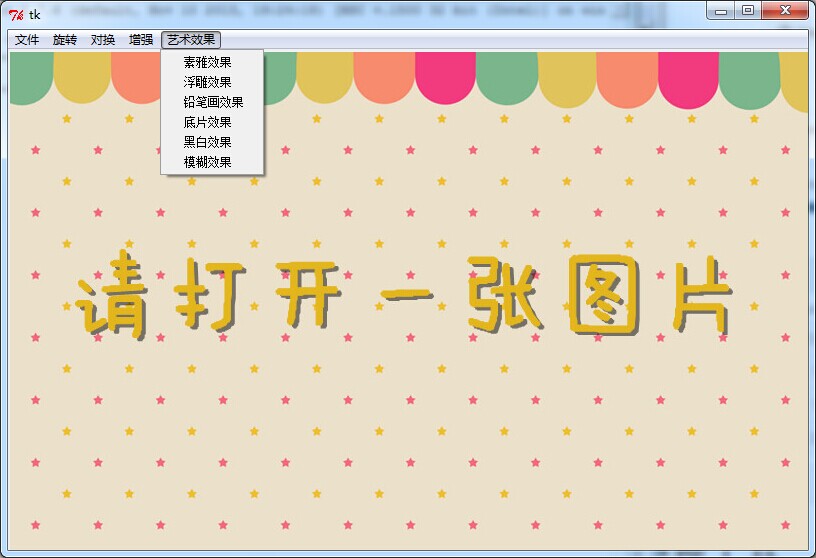 tk
文件 旋转 对换 增强 艺术效果
素雅效果
浮雕效果
铅笔画效果
底片效果
黑白效果
模糊效果
请打开一张图片